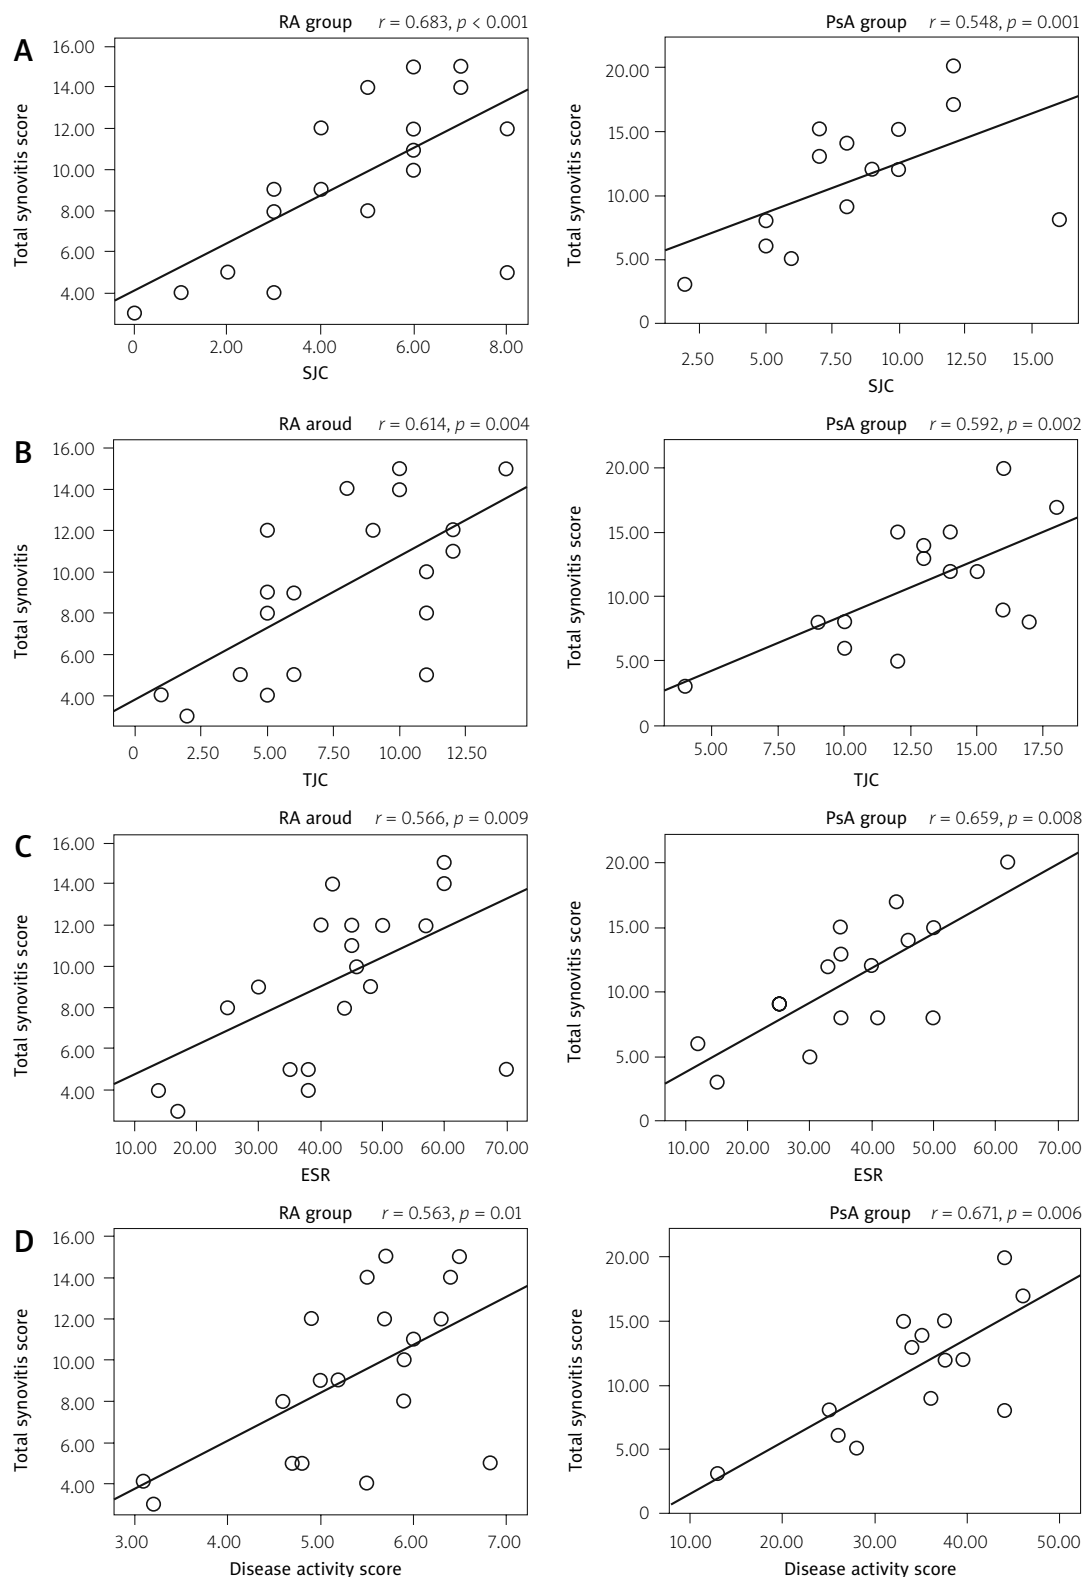 A
RA group r = 0.683, p < 0.001
Total synovitis score
16.00
14.00
12.00
10.00
8.00
6.00
4.00
0 2.00 4.00 6.00 8.00
SJC
PsA group r = 0.548, p = 0.001
Total synovitis score
20.00
15.00
10.00
5.00
0
2.50 5.00 7.50 10.00 12.50 15.00
SJC
B
RA aroud r = 0.614, p = 0.004
Total synovitis
16.00
14.00
12.00
10.00
8.00
6.00
4.00
0 2.50 5.00 7.50 10.00 12.50
TJC
PsA group r = 0.592, p = 0.002
Total synovitis score
20.00
15.00
10.00
5.00
0
5.00 7.50 10.00 12.50 15.00 17.50
TJC
C
RA aroud r = 0.566, p = 0.009
Total synovitis score
16.00
14.00
12.00
10.00
8.00
6.00
4.00
10.00 20.00 30.00 40.00 50.00 60.00 70.00
ESR
PsA group r = 0.659, p = 0.008
Total synovitis score
20.00
15.00
10.00
5.00
0
10.00 20.00 30.00 40.00 50.00 60.00 70.00
ESR
D
RA group r = 0.563, p = 0.01
Total synovitis score
16.00
14.00
12.00
10.00
8.00
6.00
4.00
3.00 4.00 5.00 6.00 7.00
Disease activity score
PsA group r = 0.671, p = 0.006
Total synovitis score
20.00
15.00
10.00
5.00
0
10.00 20.00 30.00 40.00 50.00
Disease activity score